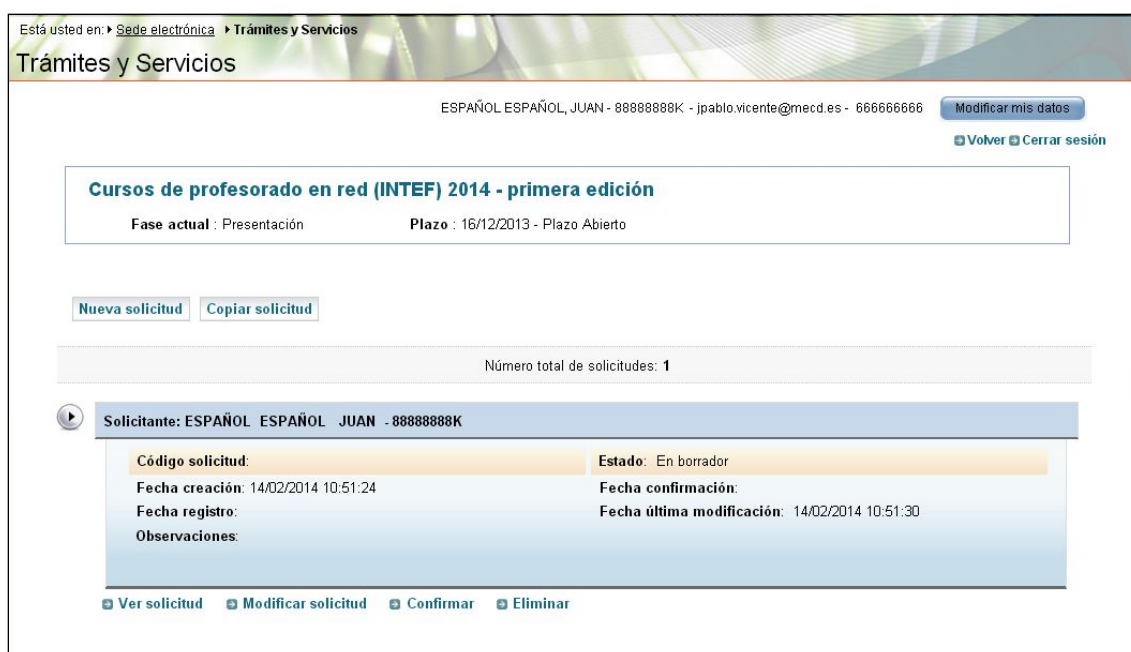 Está usted en: Sede electrónica Trámites y Servicios
Trámites y Servicios
ESPAÑOL ESPAÑOL, JUAN - 88888888K - jpablo.vicente@mecd.es - 666666666 Modificar mis datos
Volver Cerrar sesión
Cursos de profesorado en red (INTEF) 2014 - primera edición
Fase actual : Presentación Plazo : 16/12/2013 - Plazo Abierto
Nueva solicitud Copiar solicitud
Número total de solicitudes: 1
Solicitante: ESPAÑOL ESPAÑOL JUAN - 88888888K
Código solicitud: Estado: En borrador
Fecha creación: 14/02/2014 10:51:24 Fecha confirmación:
Fecha registro: Fecha última modificación: 14/02/2014 10:51:30
Observaciones:
Ver solicitud Modificar solicitud Confirmar Eliminar